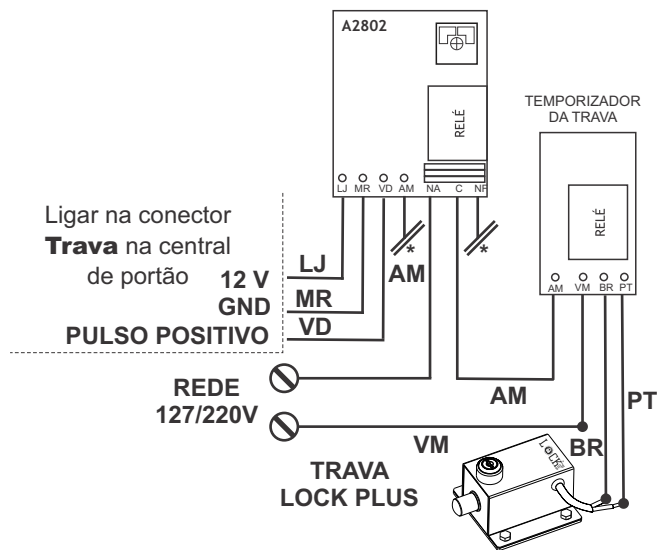 A2802
RELÉ
LJ MR VD AM NA C NF
TEMPORIZADOR
DA TRAVA
RELÉ
AM VM BR PT
Ligar na conector
Trava na central
de portão
12 V
LJ
GND
MR
PULSO POSITIVO
VD
*
AM
*
REDE
127/220V
AM
PT
VM
BR
TRAVA
LOCK PLUS
LOCK